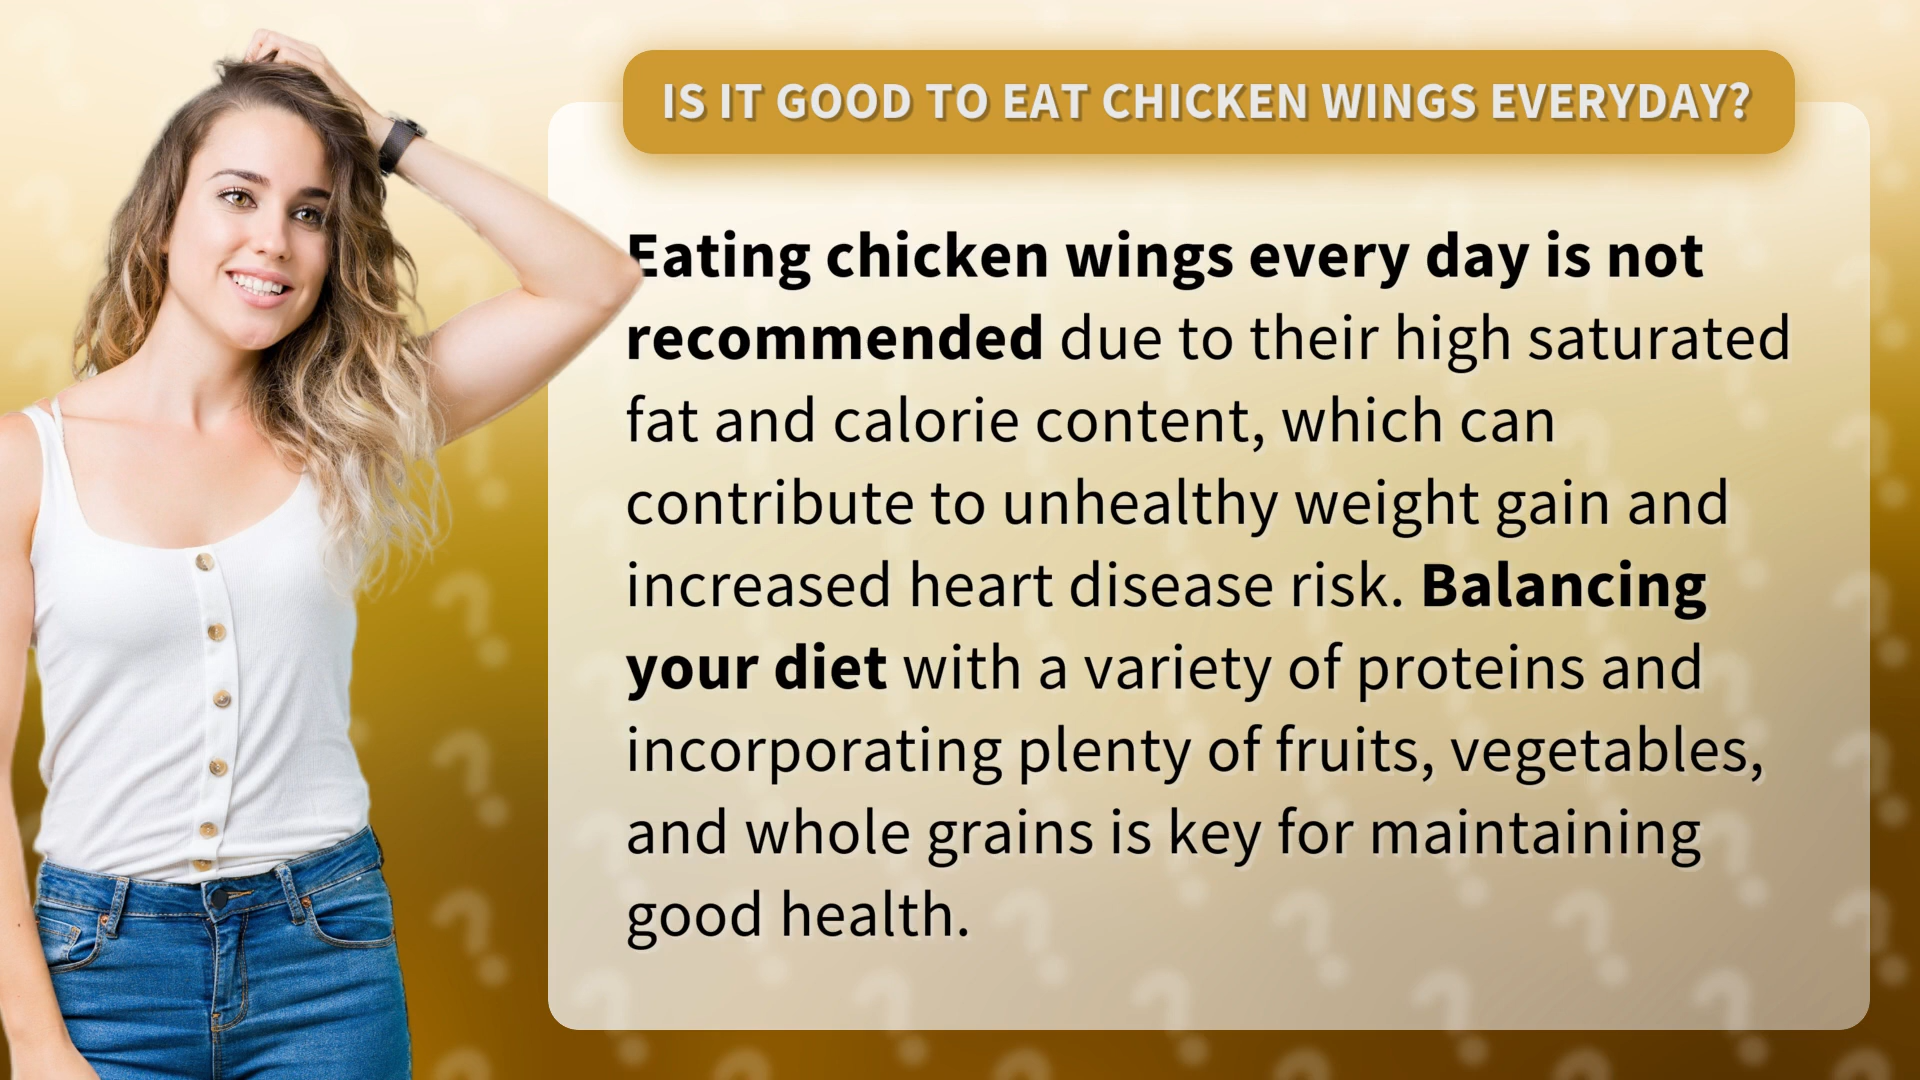 IS IT GOOD TO EAT CHICKEN WINGS EVERYDAY?
Eating chicken wings every day is not
recommended due to their high saturated
fat and calorie content, which can
contribute to unhealthy weight gain and
increased heart disease risk. Balancing
your diet with a variety of proteins and
incorporating plenty of fruits, vegetables,
and whole grains is key for maintaining
good health.